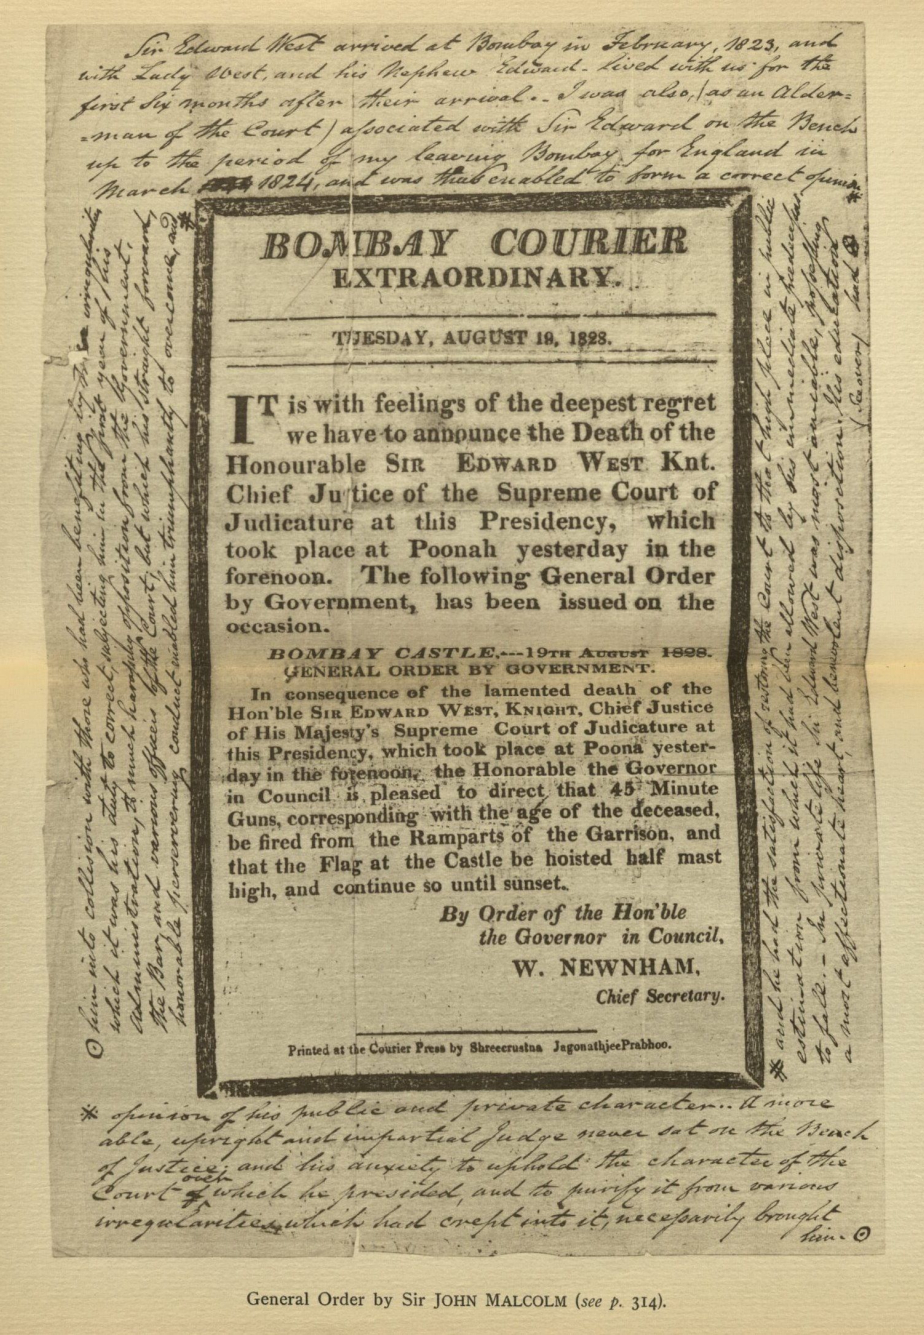 Sir Edward West arrived at Bombay in February, 1823, and
with Lady West, and his Nephew Edward - lived with us for the
first Six months after their arrival. - I was also, (as an Alder=
=man of the Court) aſsociated with Sir Edward on the Bench
up to the period of my leaving Bombay for England in
March 1824, and was thus enabled to form a correct opinion *
BOMBAY COURIER
EXTRAORDINARY.
TUESDAY, AUGUST 19, 1828.
IT is with feelings of the deepest regret
we have to announce the Death of the
Honourable SIR EDWARD WEST Knt.
Chief Justice of the Supreme Court of
Judicature at this Presidency, which
took place at Poonah yesterday in the
forenoon. The following General Order
by Government, has been issued on the
occasion.
BOMBAY CASTLE,---19TH AUGUST 1828.
GENERAL ORDER BY GOVERNMENT.
In consequence of the lamented death of the
Hon'ble SIR EDWARD WEST, KNIGHT, Chief Justice
of His Majesty's Supreme Court of Judicature at
this Presidency, which took place at Poona yester-
day in the forenoon, the Honorable the Governor
in Council is pleased to direct that 45 Minute
Guns, corresponding with the age of the deceased,
be fired from the Ramparts of the Garrison, and
that the Flag at the Castle be hoisted half mast
high, and continue so until sunset.
By Order of the Hon'ble
the Governor in Council,
W. NEWNHAM,
Chief Secretary.
Printed at the Courier Press by Shreecrustna JagonathjeePrabhoo.
* opinion of his public and private character.. A more
able, upright and impartial Judge never sat on the Bench
of Justice; and his anxiety to uphold the character of the
Court over which he presided, and to purify it from various
irregularities which had crept into it, neceſsarily brought
him - ⊙
⊙ him into collision with those who had been benefiting by the irregularities
which it was his duty to correct, subjecting him in the first year of his
Administration, to much harassing opposition from the Government,
the Bar, and various officers of the Court; but which his straight forward,
honorable persevering conduct enabled him triumphantly to overcome, and *
* and he had the satisfaction of restoring the Court to that high place in public
estimation from which it had been allowed by his immediate predecessors
to fall. - In private life Sir Edward West was most amiable, poſseſsing
a most affectionate heart, and benevolent disposition, his education
had
General Order by Sir JOHN MALCOLM (see p. 314).